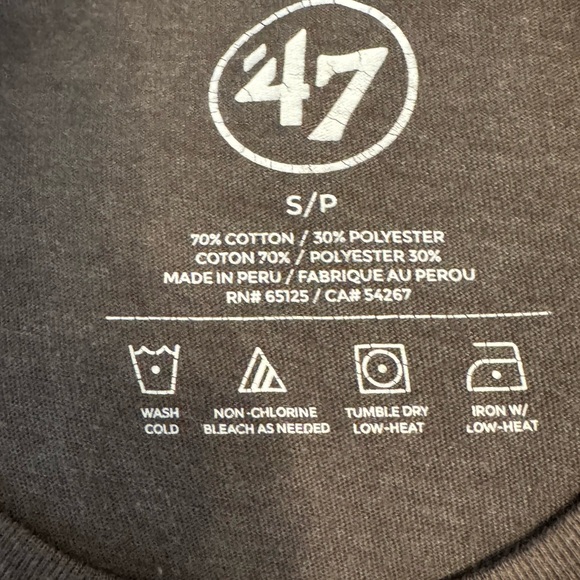 '47
S/P
70% COTTON / 30% POLYESTER
COTON 70% / POLYESTER 30%
MADE IN PERU / FABRIQUE AU PEROU
RN# 65125 / CA# 54267
WASH COLD
NON-CHLORINE BLEACH AS NEEDED
TUMBLE DRY LOW-HEAT
IRON W/ LOW-HEAT